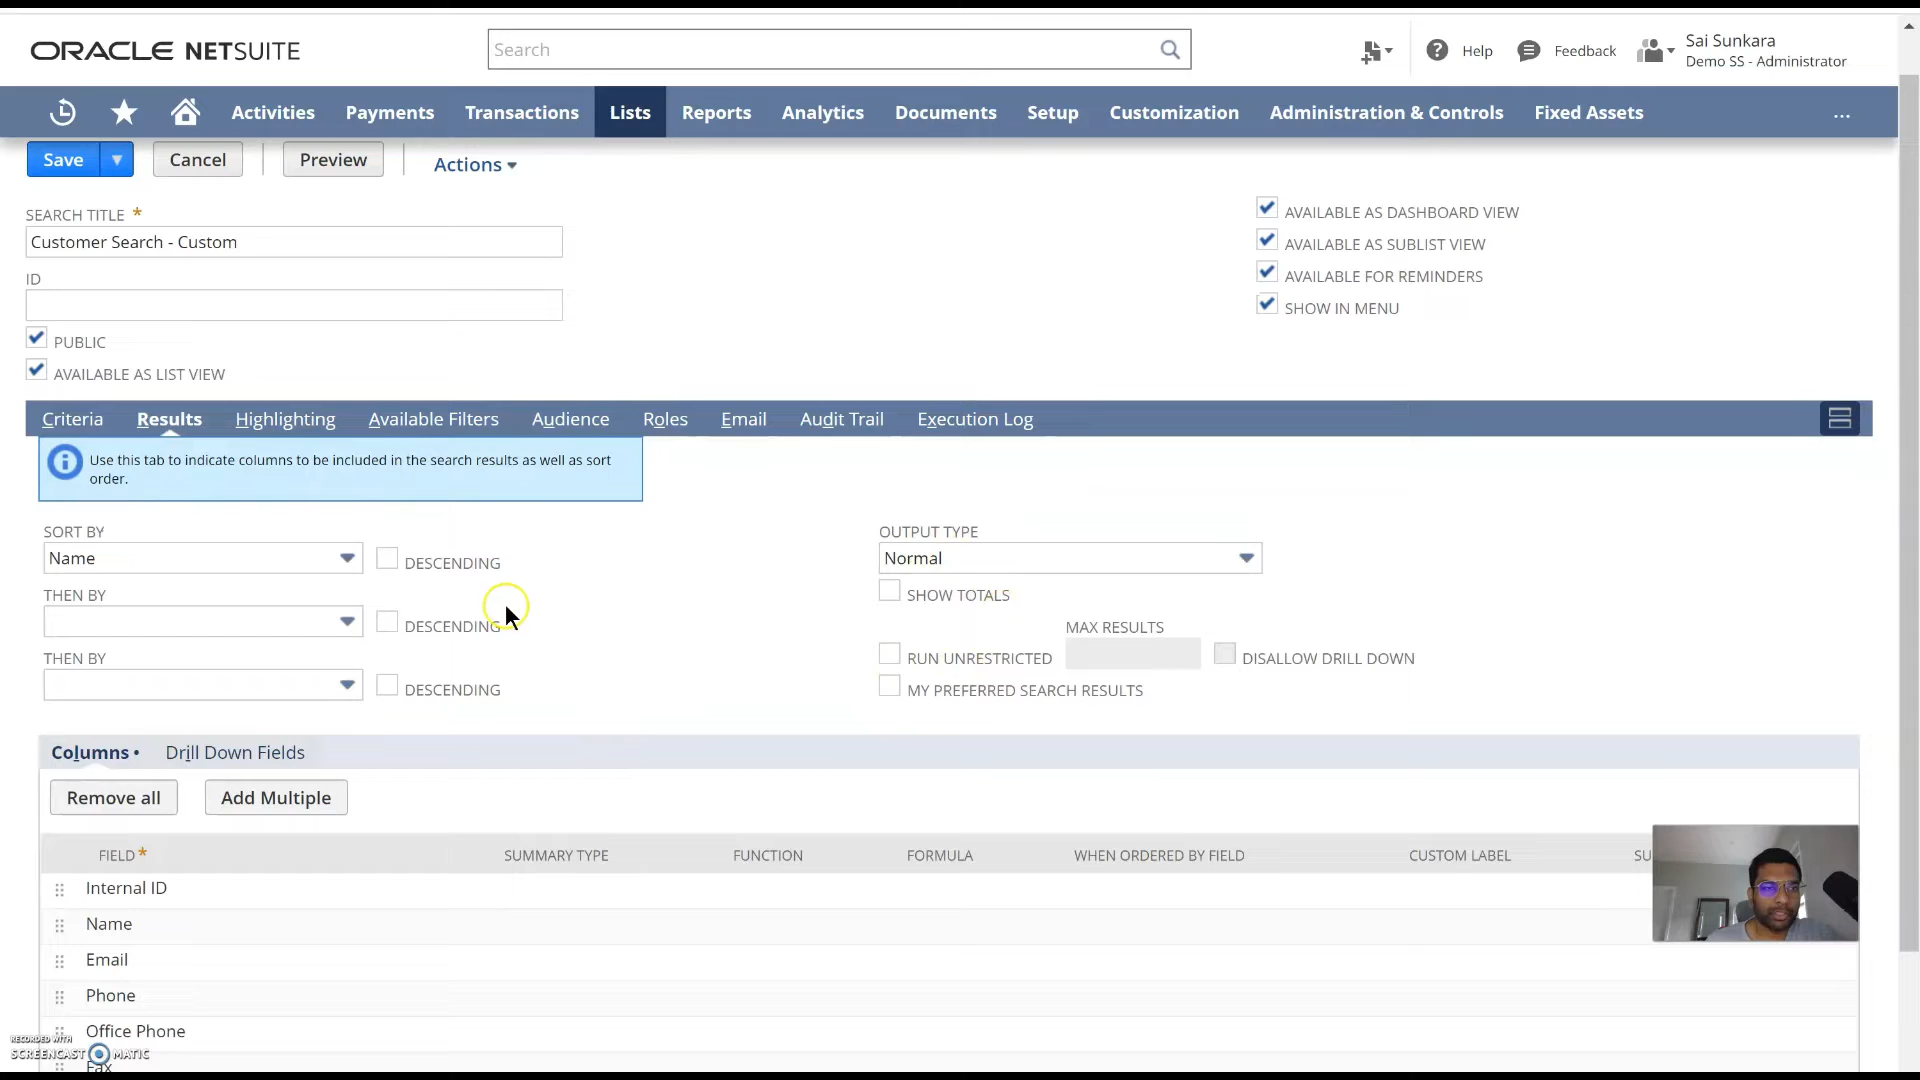 ORACLE NETSUITE
Search
Help
Feedback
Sai Sunkara
Demo SS - Administrator
Activities
Payments
Transactions
Lists
Reports
Analytics
Documents
Setup
Customization
Administration & Controls
Fixed Assets
...
Save
Cancel
Preview
Actions
SEARCH TITLE *
Customer Search - Custom
ID
PUBLIC
AVAILABLE AS LIST VIEW
AVAILABLE AS DASHBOARD VIEW
AVAILABLE AS SUBLIST VIEW
AVAILABLE FOR REMINDERS
SHOW IN MENU
Criteria
Results
Highlighting
Available Filters
Audience
Roles
Email
Audit Trail
Execution Log
Use this tab to indicate columns to be included in the search results as well as sort
order.
SORT BY
Name
DESCENDING
THEN BY
DESCENDING
THEN BY
DESCENDING
OUTPUT TYPE
Normal
SHOW TOTALS
MAX RESULTS
RUN UNRESTRICTED
DISALLOW DRILL DOWN
MY PREFERRED SEARCH RESULTS
Columns •
Drill Down Fields
Remove all
Add Multiple
FIELD *
SUMMARY TYPE
FUNCTION
FORMULA
WHEN ORDERED BY FIELD
CUSTOM LABEL
SU
Internal ID
Name
Email
Phone
Office Phone
Fax
RECORDED WITH
SCREENCAST MATIC